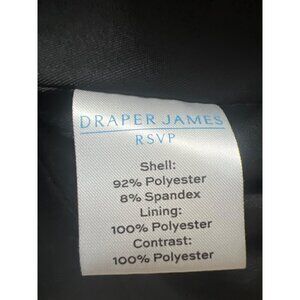 DRAPER JAMES
RSVP
Shell:
92% Polyester
8% Spandex
Lining:
100% Polyester
Contrast:
100% Polyester